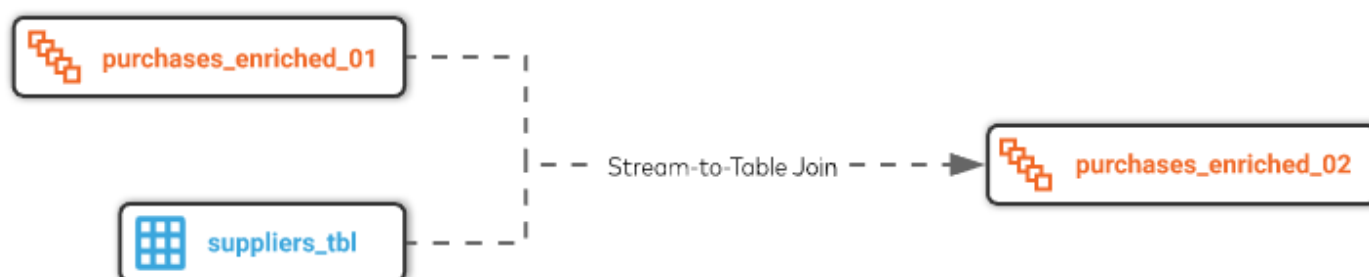 purchases_enriched_01
Stream-to-Table Join
purchases_enriched_02
suppliers_tbl